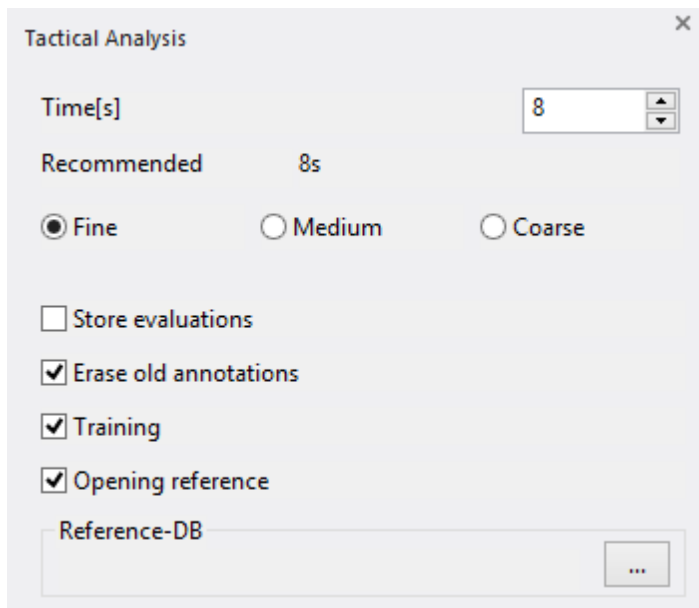 Tactical Analysis
Time[s] 8
Recommended 8s
Fine Medium Coarse
Store evaluations
Erase old annotations
Training
Opening reference
Reference-DB
...